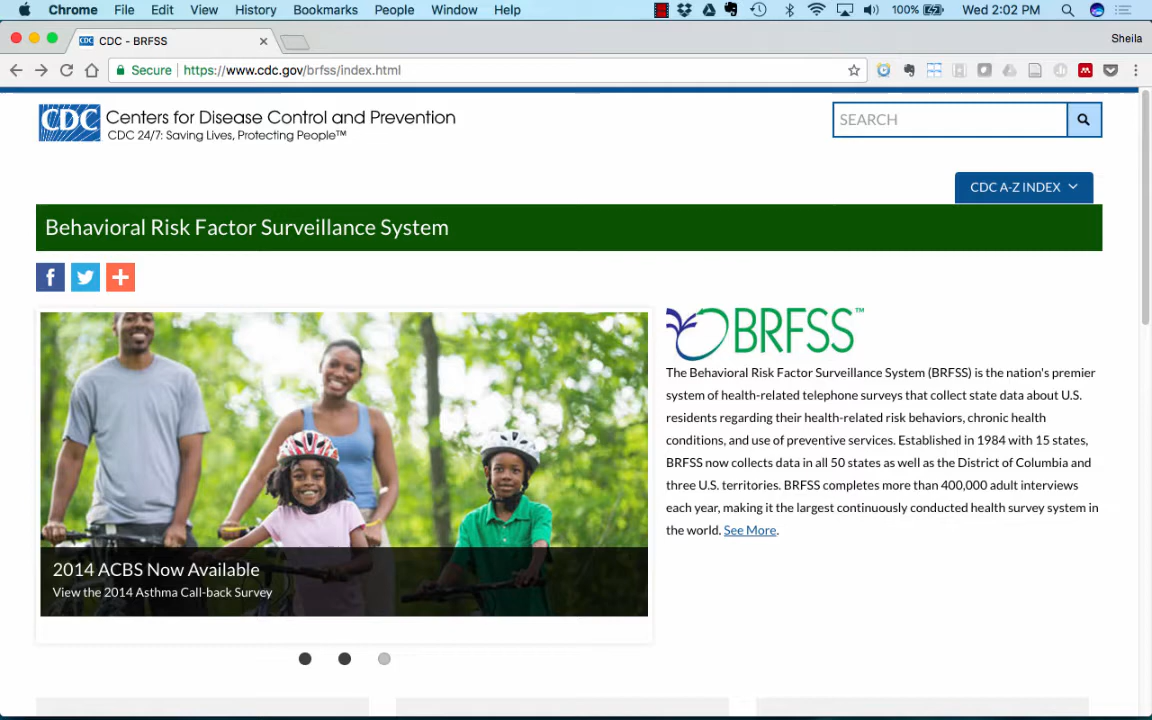 Chrome File Edit View History Bookmarks People Window Help 100% Wed 2:02 PM
CDC CDC - BRFSS Sheila
Secure https://www.cdc.gov/brfss/index.html
CDC Centers for Disease Control and Prevention
CDC 24/7: Saving Lives, Protecting People™
SEARCH
CDC A-Z INDEX
Behavioral Risk Factor Surveillance System
BRFSS™
The Behavioral Risk Factor Surveillance System (BRFSS) is the nation's premier
system of health-related telephone surveys that collect state data about U.S.
residents regarding their health-related risk behaviors, chronic health
conditions, and use of preventive services. Established in 1984 with 15 states,
BRFSS now collects data in all 50 states as well as the District of Columbia and
three U.S. territories. BRFSS completes more than 400,000 adult interviews
each year, making it the largest continuously conducted health survey system in
the world. See More.
2014 ACBS Now Available
View the 2014 Asthma Call-back Survey